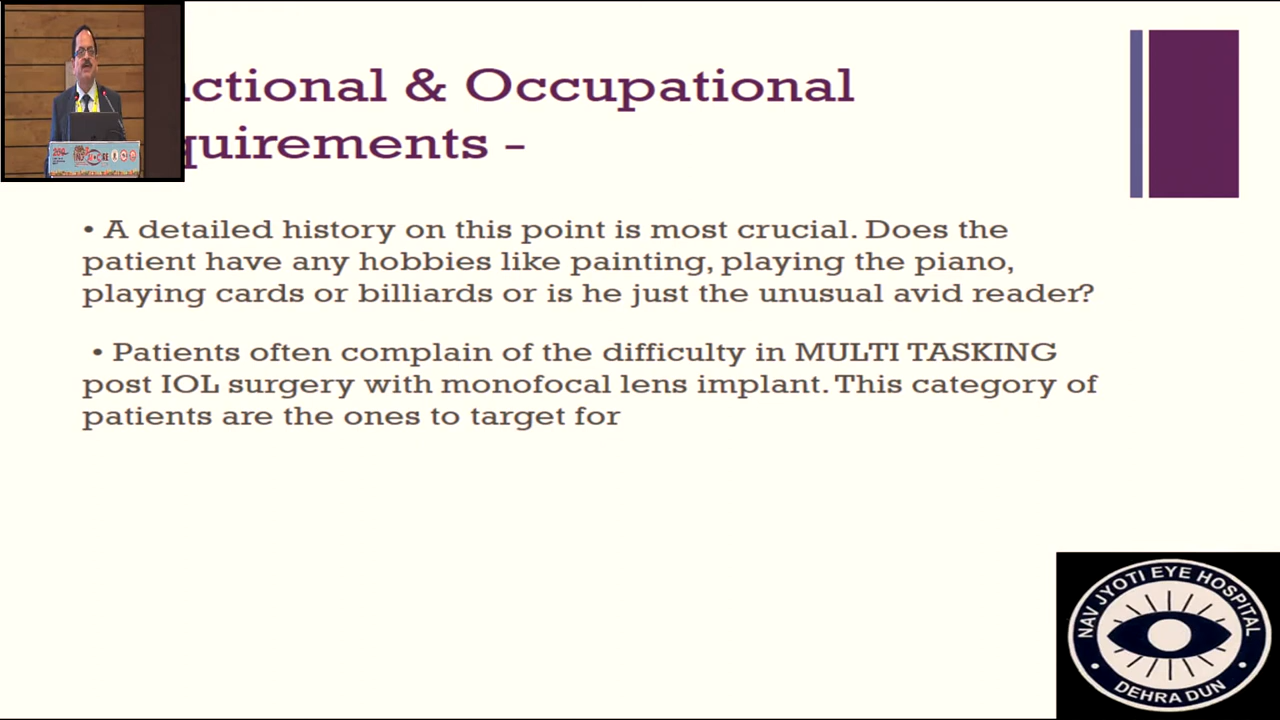 ctional & Occupational
quirements –
• A detailed history on this point is most crucial. Does the
patient have any hobbies like painting, playing the piano,
playing cards or billiards or is he just the unusual avid reader?
• Patients often complain of the difficulty in MULTI TASKING
post IOL surgery with monofocal lens implant. This category of
patients are the ones to target for
NAV JYOTI EYE HOSPITAL
• DEHRA DUN •